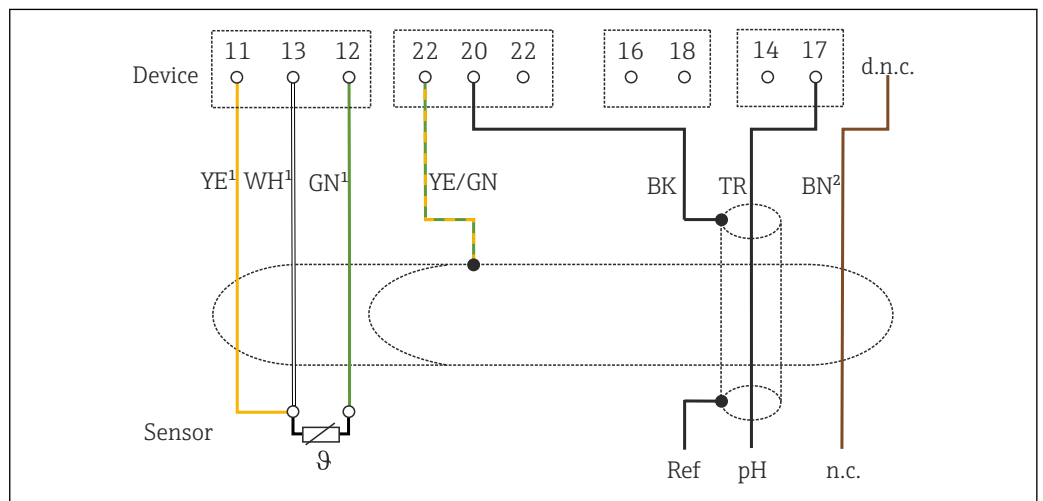 11 13 12 22 20 22 16 18 14 17
Device d.n.c.
YE¹ WH¹ GN¹ YE/GN BK TR BN²
Sensor
ϑ Ref pH n.c.